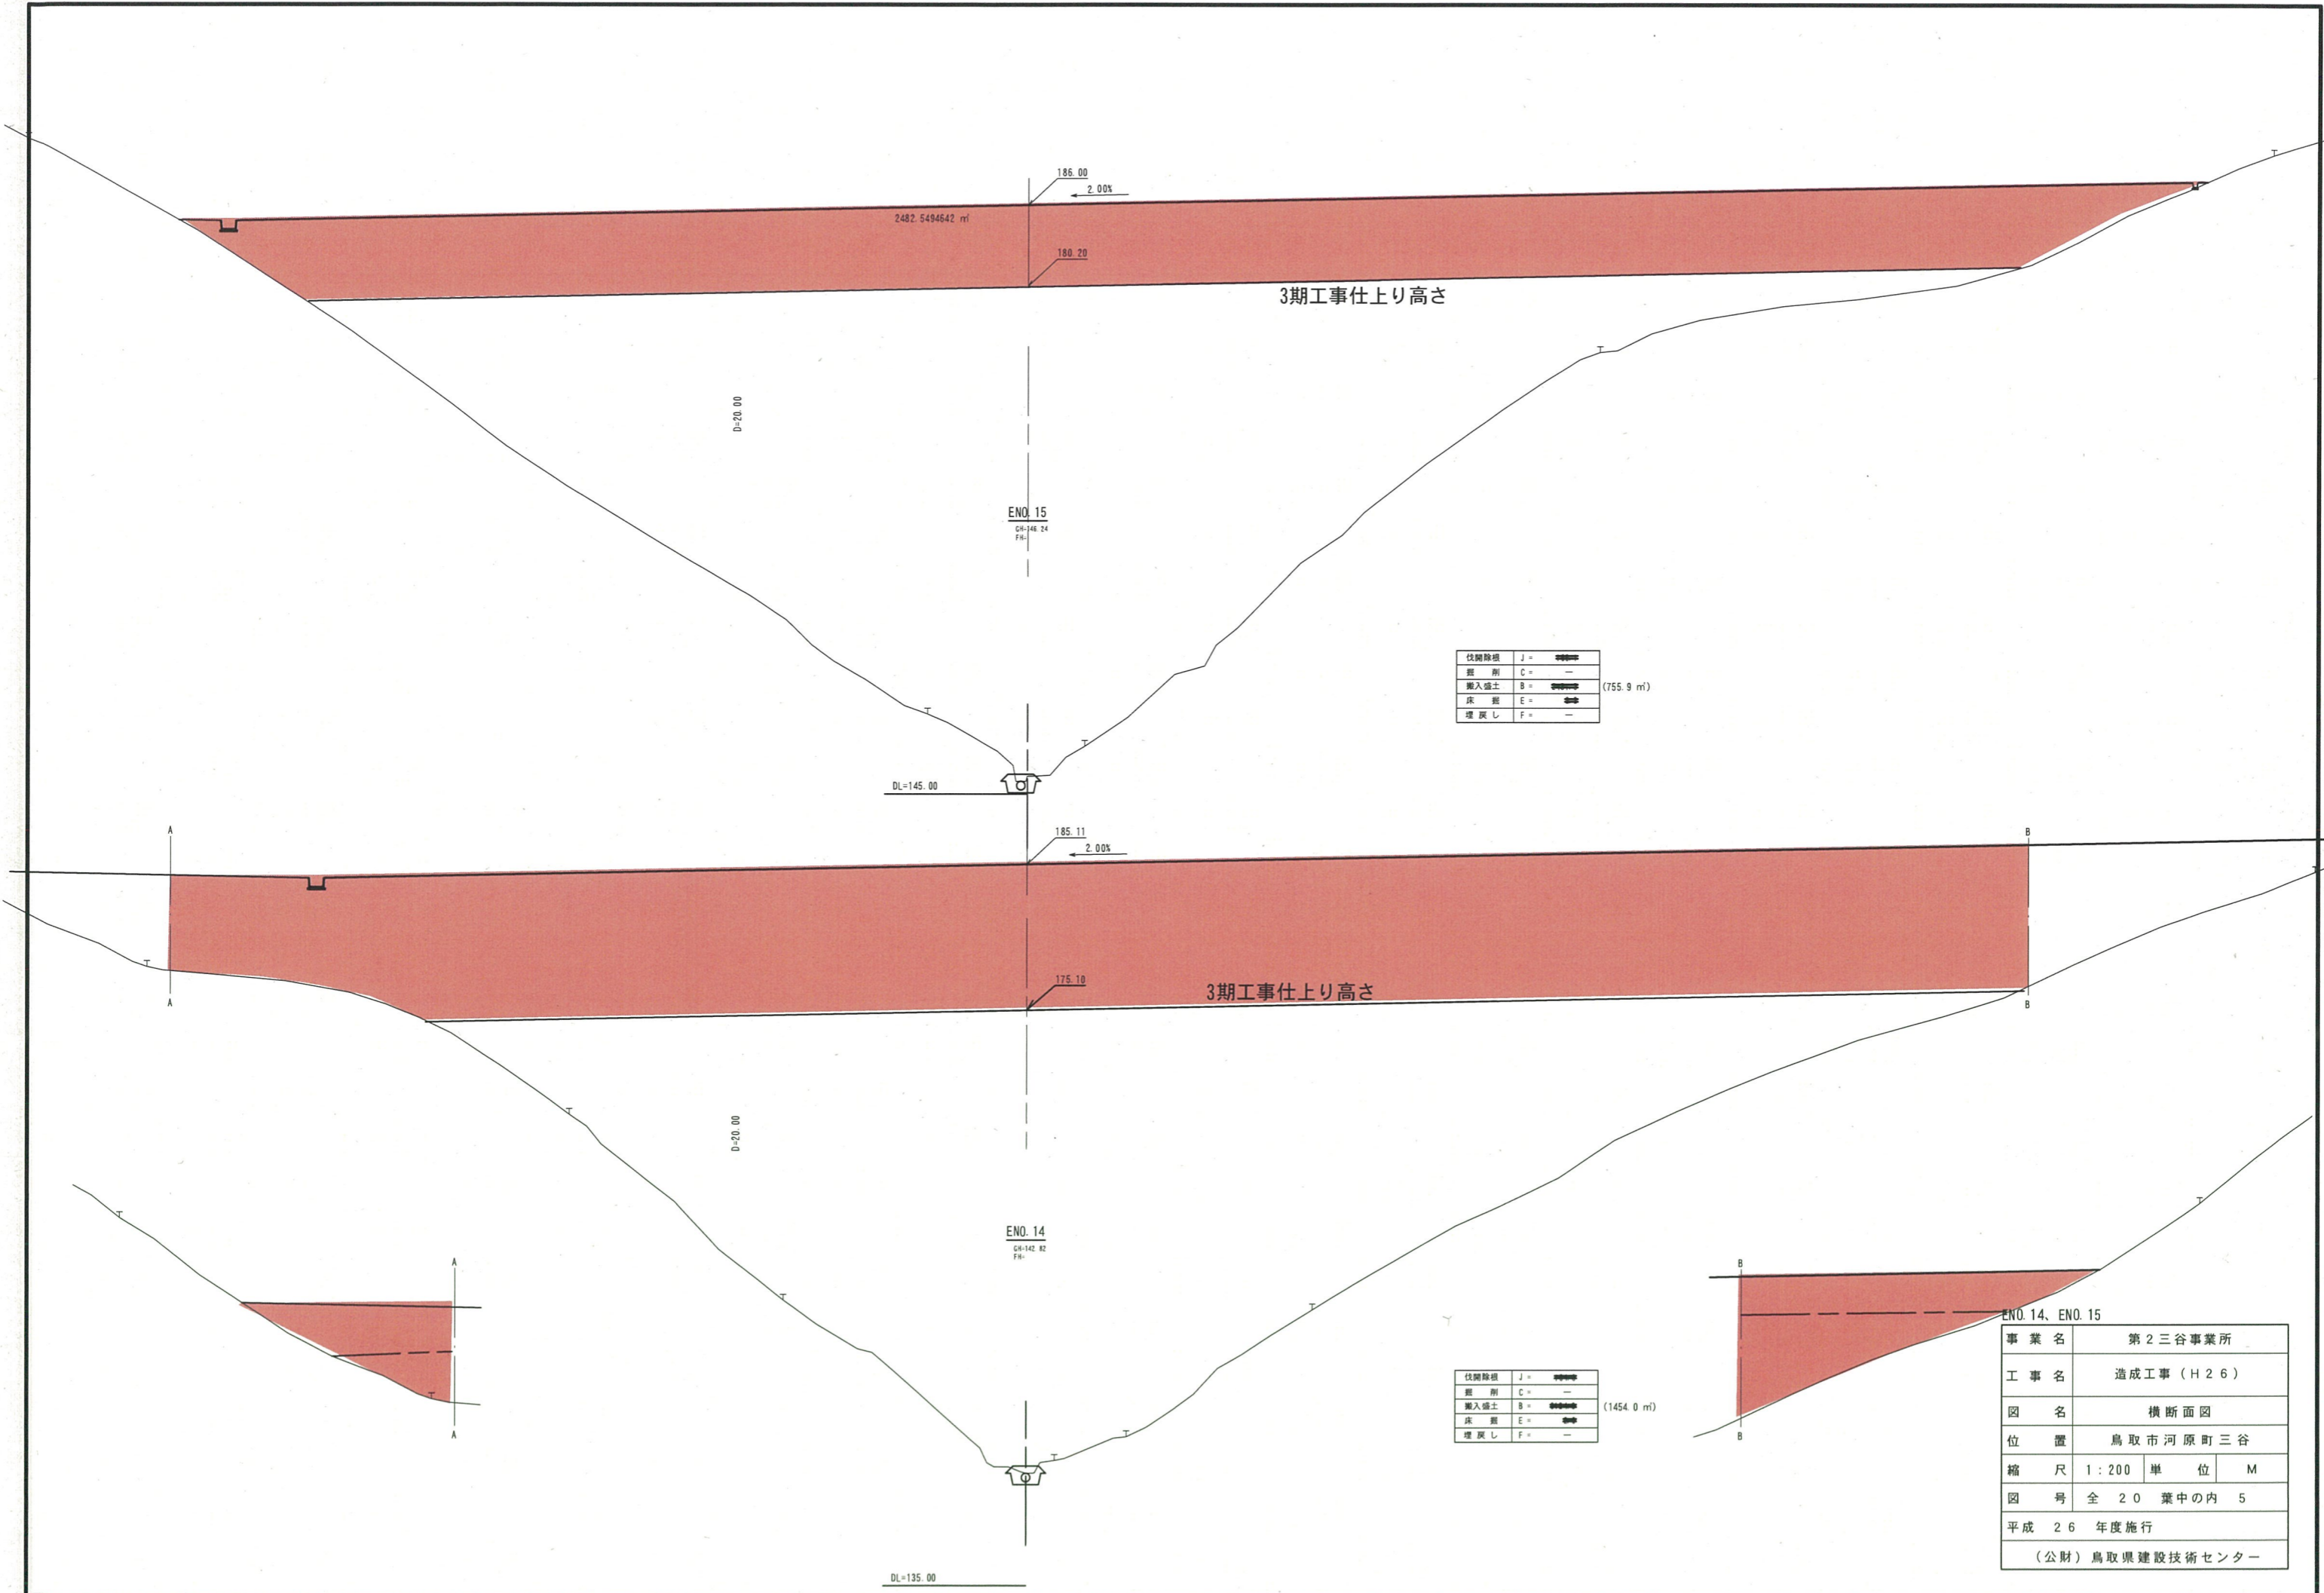 186.00
2.00%
2482.5494642 ㎡
180.20
3期工事仕上り高さ
D=20.00
ENO.15
GH=146.24
FH=
伐開除根 J =
掘 削 C = －
搬入盛土 B = (755.9 ㎡)
床 掘 E =
埋戻し F = －
DL=145.00
A
185.11
2.00%
B
175.10
3期工事仕上り高さ
A
B
D=20.00
ENO.14
GH=142.82
FH=
A
A
B
B
伐開除根 J =
掘 削 C = －
搬入盛土 B = (1454.0 ㎡)
床 掘 E =
埋戻し F = －
DL=135.00
ENO.14、ENO.15
事業名 第２三谷事業所
工事名 造成工事（Ｈ２６）
図名 横断面図
位置 鳥取市河原町三谷
縮尺 1：200 単位 M
図号 全 ２０ 葉中の内 ５
平成 ２６ 年度施行
（公財）鳥取県建設技術センター